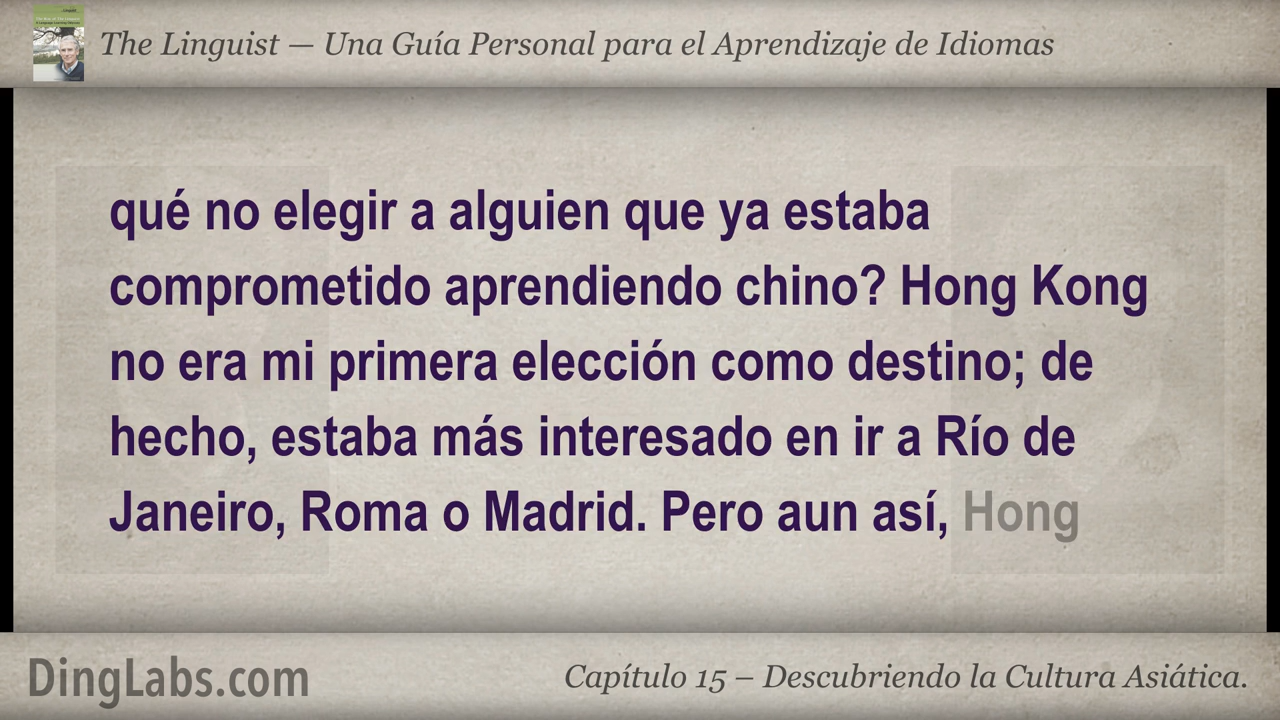 The Linguist — Una Guía Personal para el Aprendizaje de Idiomas
qué no elegir a alguien que ya estaba
comprometido aprendiendo chino? Hong Kong
no era mi primera elección como destino; de
hecho, estaba más interesado en ir a Río de
Janeiro, Roma o Madrid. Pero aun así, Hong
DingLabs.com
Capítulo 15 – Descubriendo la Cultura Asiática.